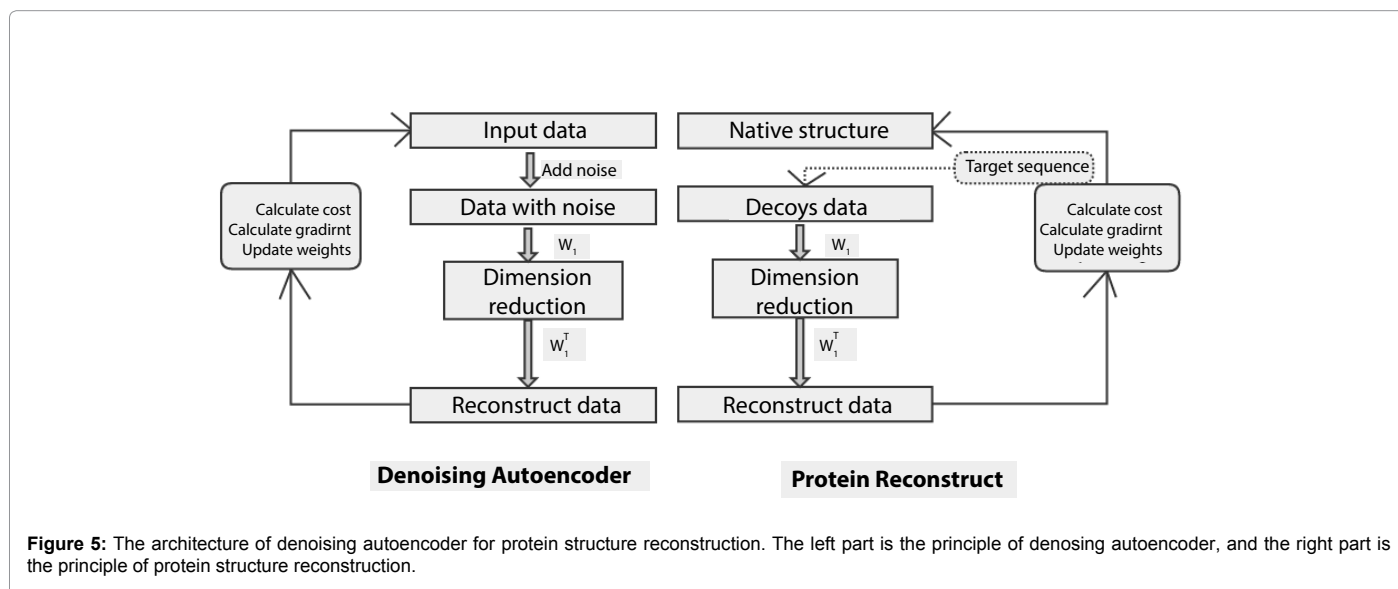 Input data
Add noise
Data with noise
W1
Dimension
reduction
W1T
Reconstruct data
Calculate cost
Calculate gradirnt
Update weights
Denoising Autoencoder
Native structure
Target sequence
Decoys data
W1
Dimension
reduction
W1T
Reconstruct data
Calculate cost
Calculate gradirnt
Update weights
Protein Reconstruct
Figure 5: The architecture of denoising autoencoder for protein structure reconstruction. The left part is the principle of denosing autoencoder, and the right part is
the principle of protein structure reconstruction.